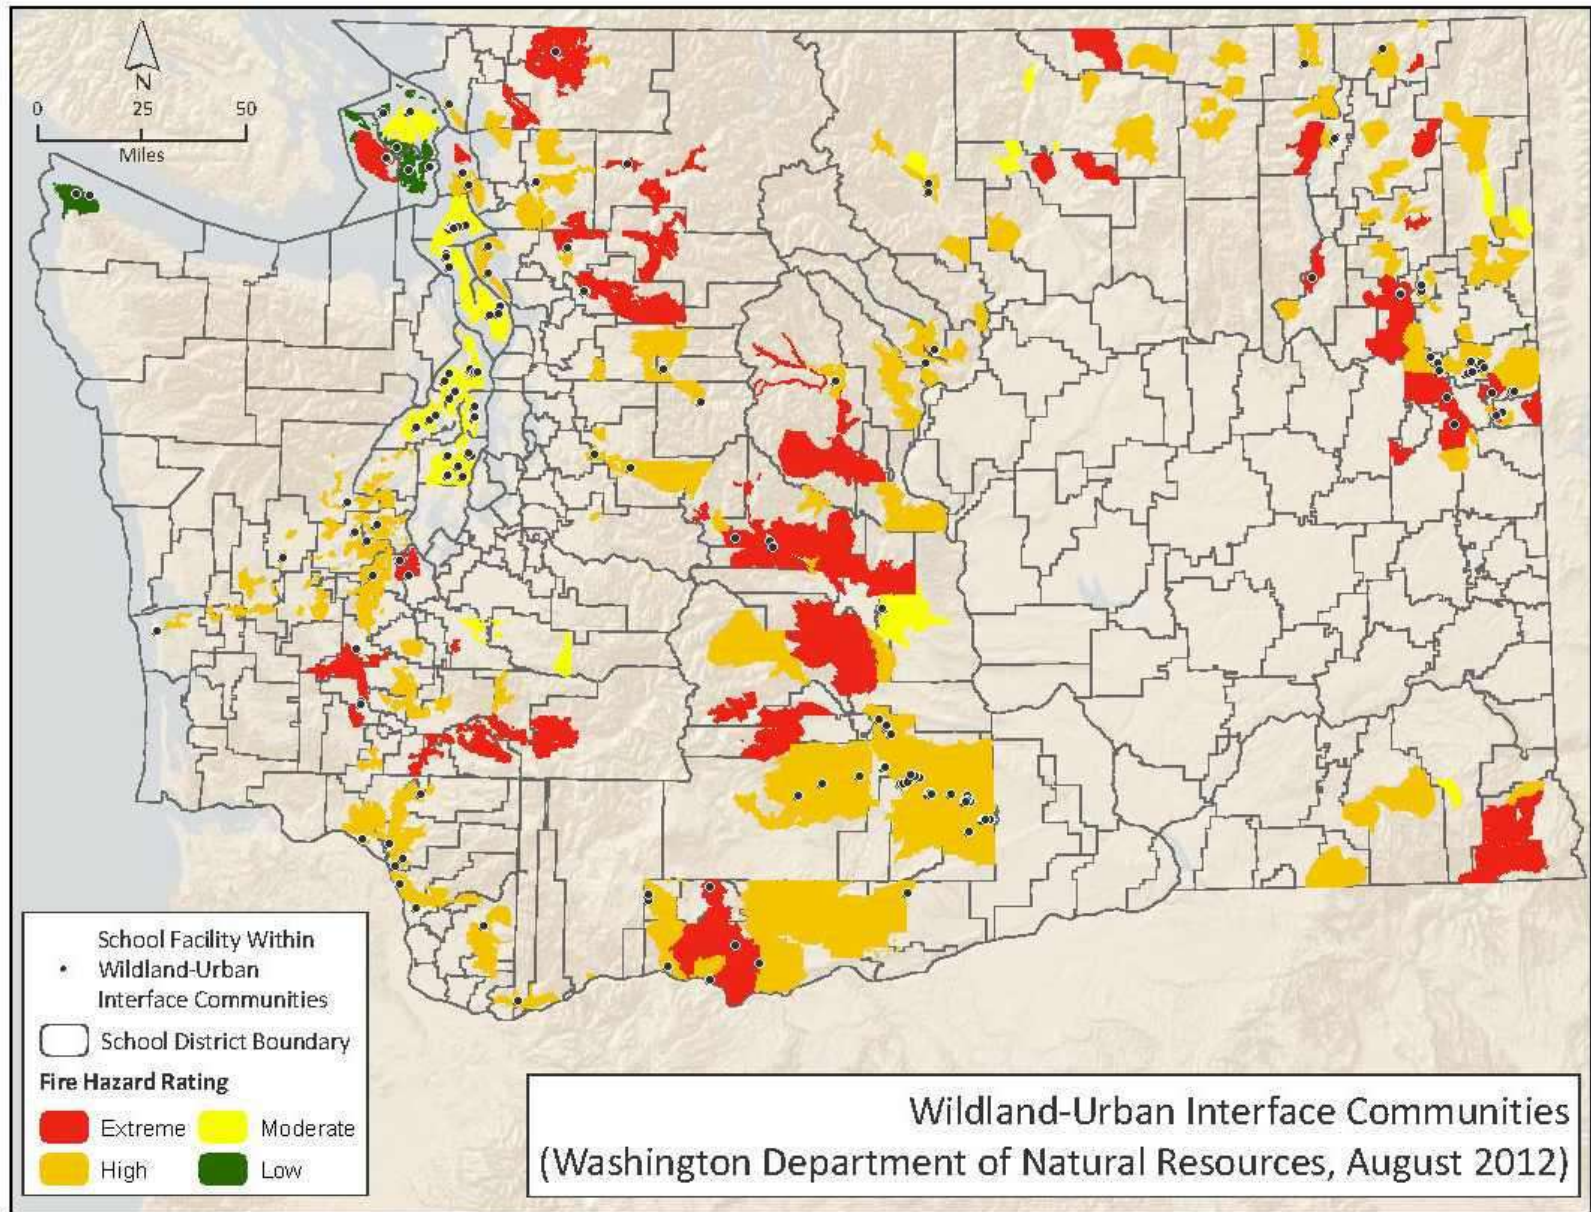 N
0 25 50
Miles
School Facility Within
Wildland-Urban
Interface Communities
School District Boundary
Fire Hazard Rating
Extreme Moderate
High Low
Wildland-Urban Interface Communities
(Washington Department of Natural Resources, August 2012)